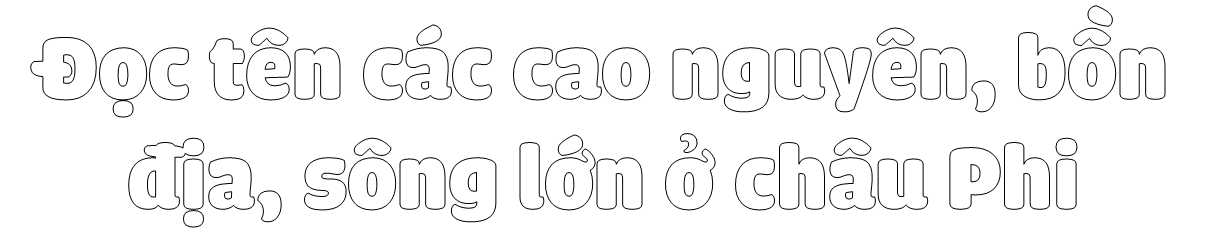 Đọc tên các cao nguyên, bồn
địa, sông lớn ở châu Phi